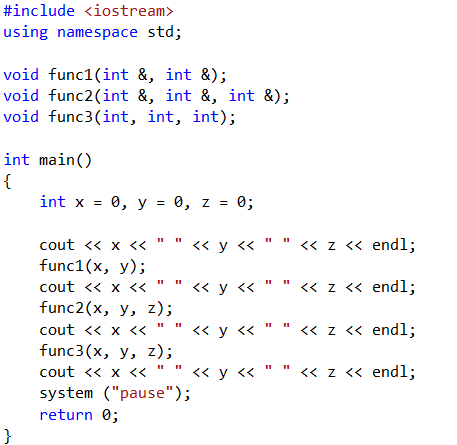 #include <iostream>
using namespace std;
void func1(int &, int &);
void func2(int &, int &, int &);
void func3(int, int, int);
int main()
{
int x = 0, y = 0, z = 0;
cout << x << " " << y << " " << z << endl;
func1(x, y);
cout << x << " " << y << " " << z << endl;
func2(x, y, z);
cout << x << " " << y << " " << z << endl;
func3(x, y, z);
cout << x << " " << y << " " << z << endl;
system ("pause");
return 0;
}